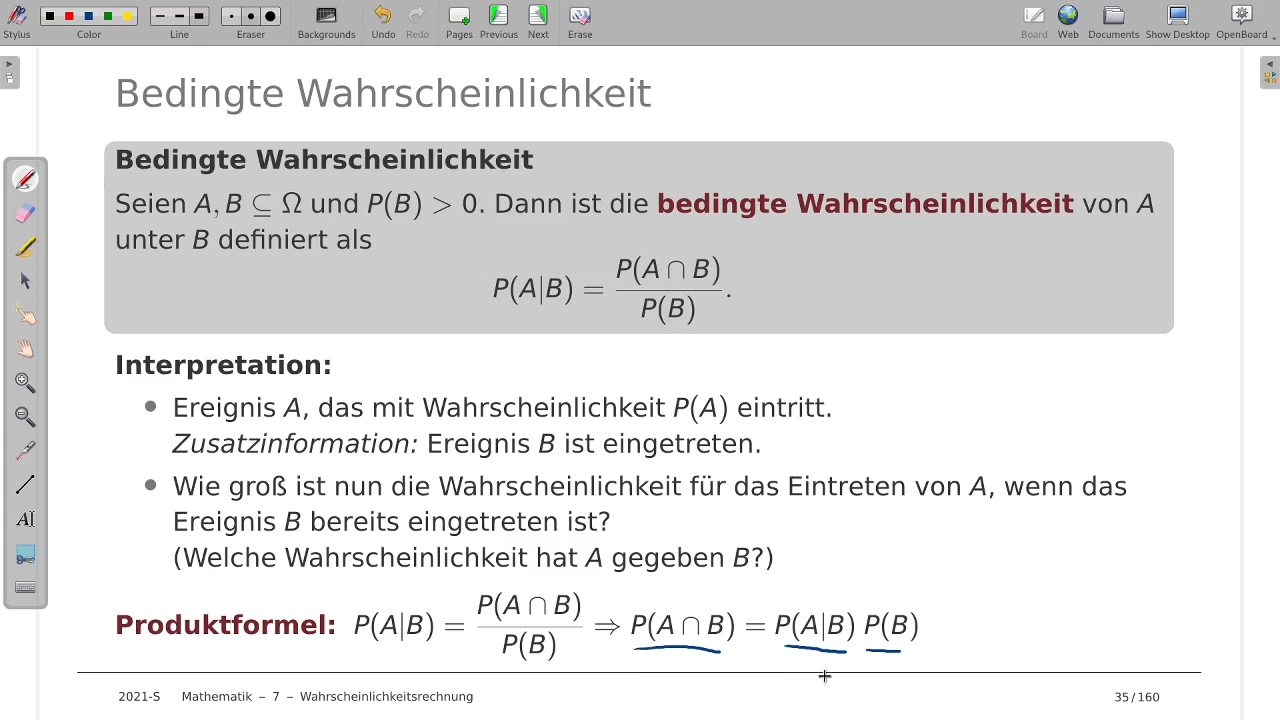 Stylus Color Line Eraser Backgrounds Undo Redo Pages Previous Next Erase Board Web Documents Show Desktop OpenBoard
Bedingte Wahrscheinlichkeit
Bedingte Wahrscheinlichkeit
Seien A, B ⊆ Ω und P(B) > 0. Dann ist die bedingte Wahrscheinlichkeit von A
unter B definiert als
P(A|B) = P(A ∩ B) / P(B).
Interpretation:
• Ereignis A, das mit Wahrscheinlichkeit P(A) eintritt.
Zusatzinformation: Ereignis B ist eingetreten.
• Wie groß ist nun die Wahrscheinlichkeit für das Eintreten von A, wenn das
Ereignis B bereits eingetreten ist?
(Welche Wahrscheinlichkeit hat A gegeben B?)
Produktformel: P(A|B) = P(A ∩ B) / P(B) ⇒ P(A ∩ B) = P(A|B) P(B)
2021-S Mathematik – 7 – Wahrscheinlichkeitsrechnung 35/160